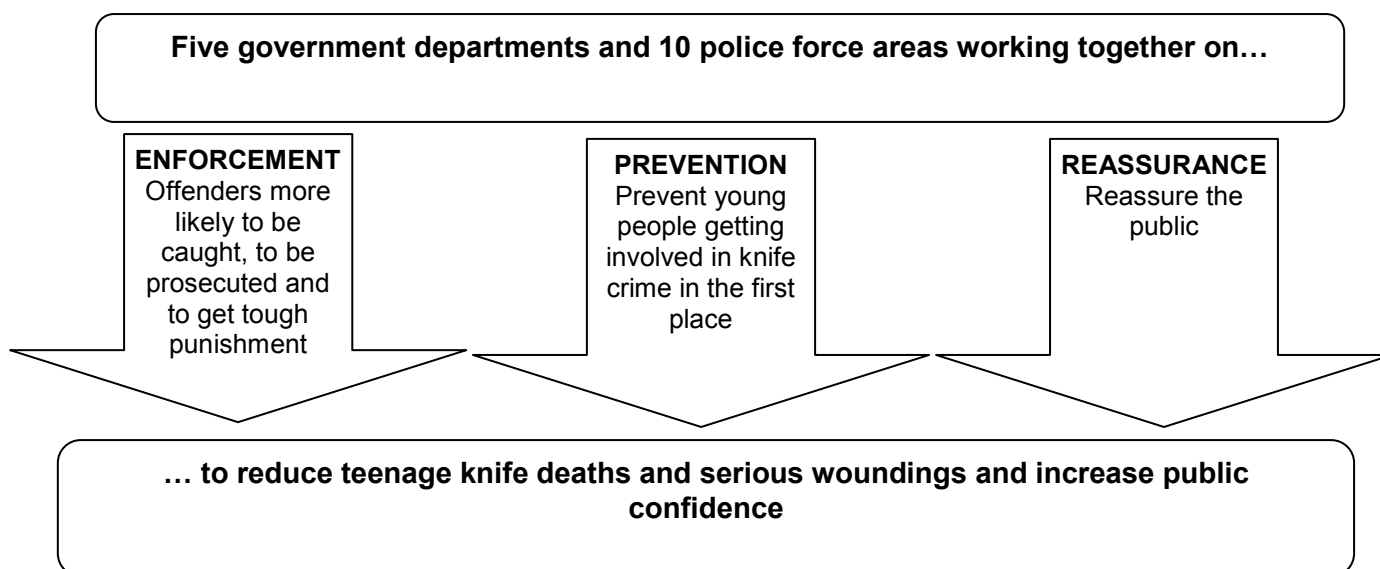 Five government departments and 10 police force areas working together on…
ENFORCEMENT
Offenders more
likely to be
caught, to be
prosecuted and
to get tough
punishment
PREVENTION
Prevent young
people getting
involved in knife
crime in the first
place
REASSURANCE
Reassure the
public
… to reduce teenage knife deaths and serious woundings and increase public
confidence